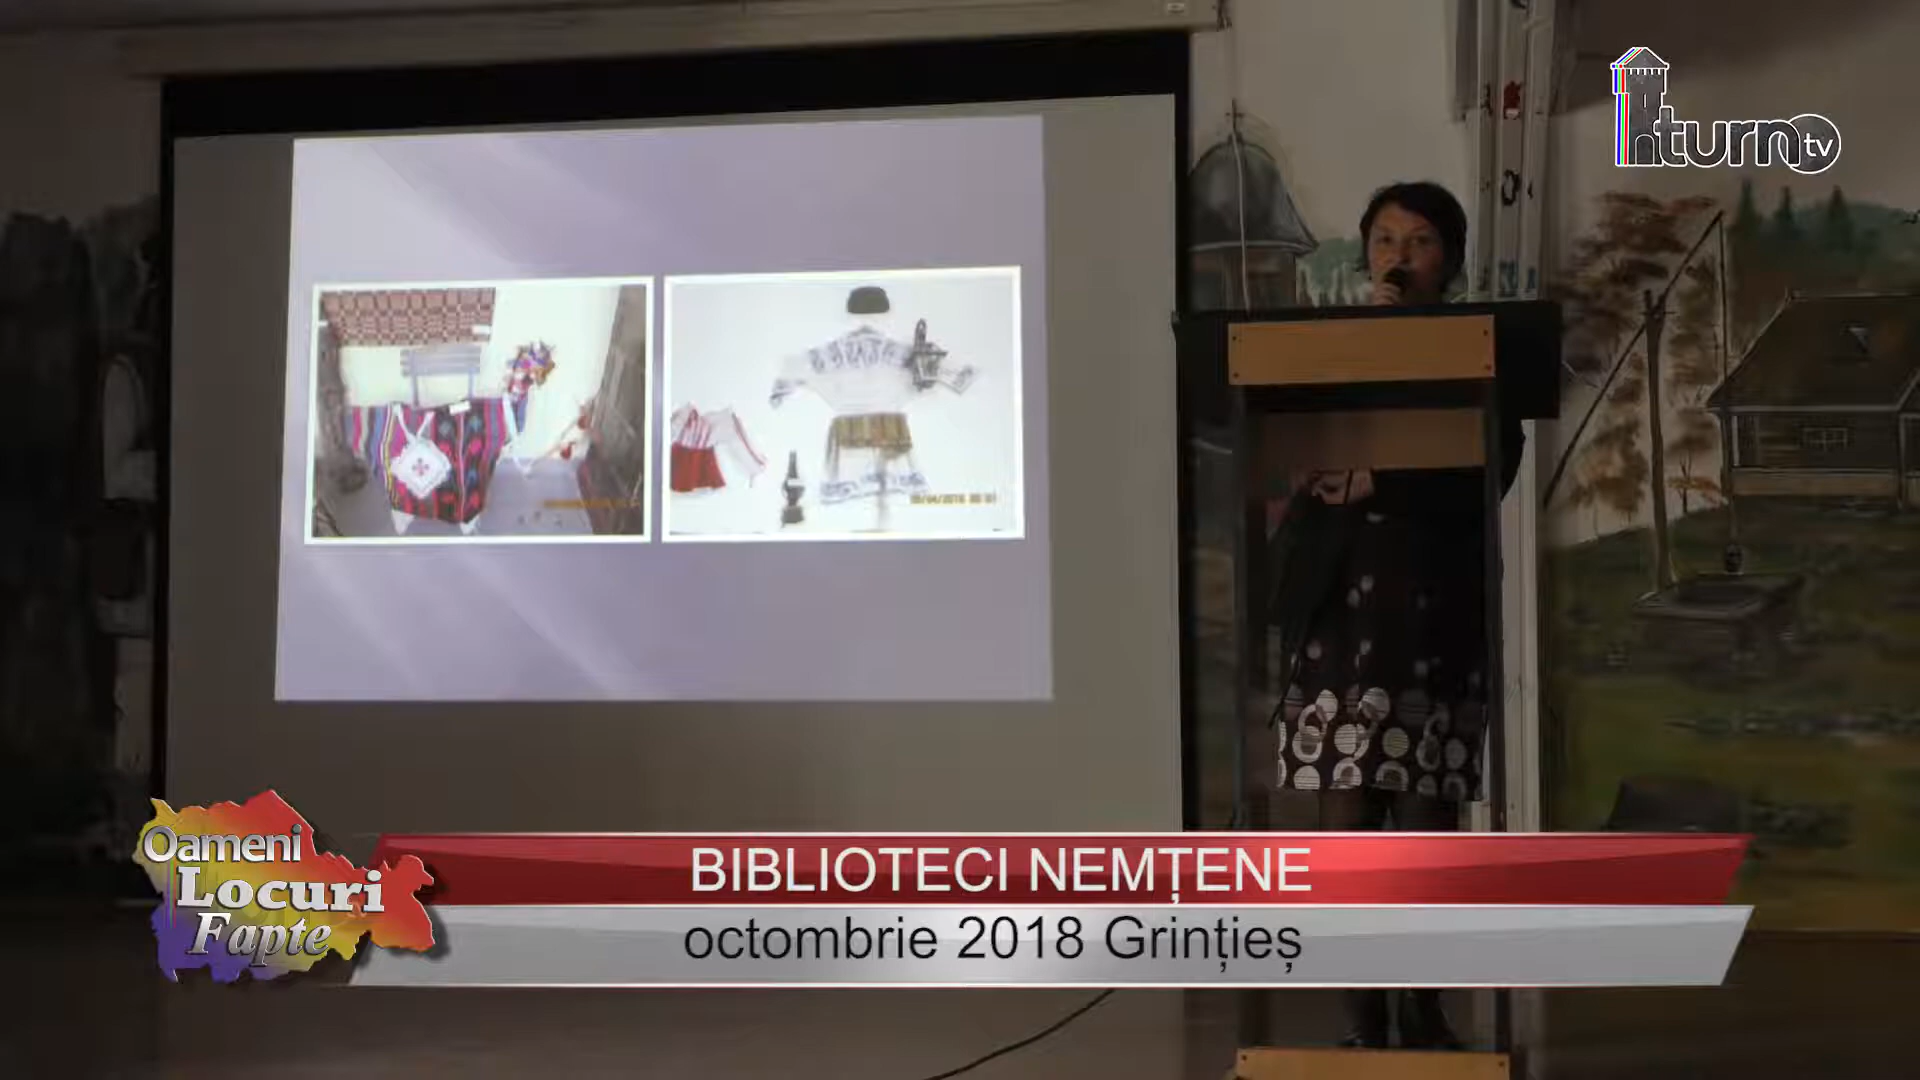 turn tv
Oameni
Locuri
Fapte
BIBLIOTECI NEMȚENE
octombrie 2018 Grințieș